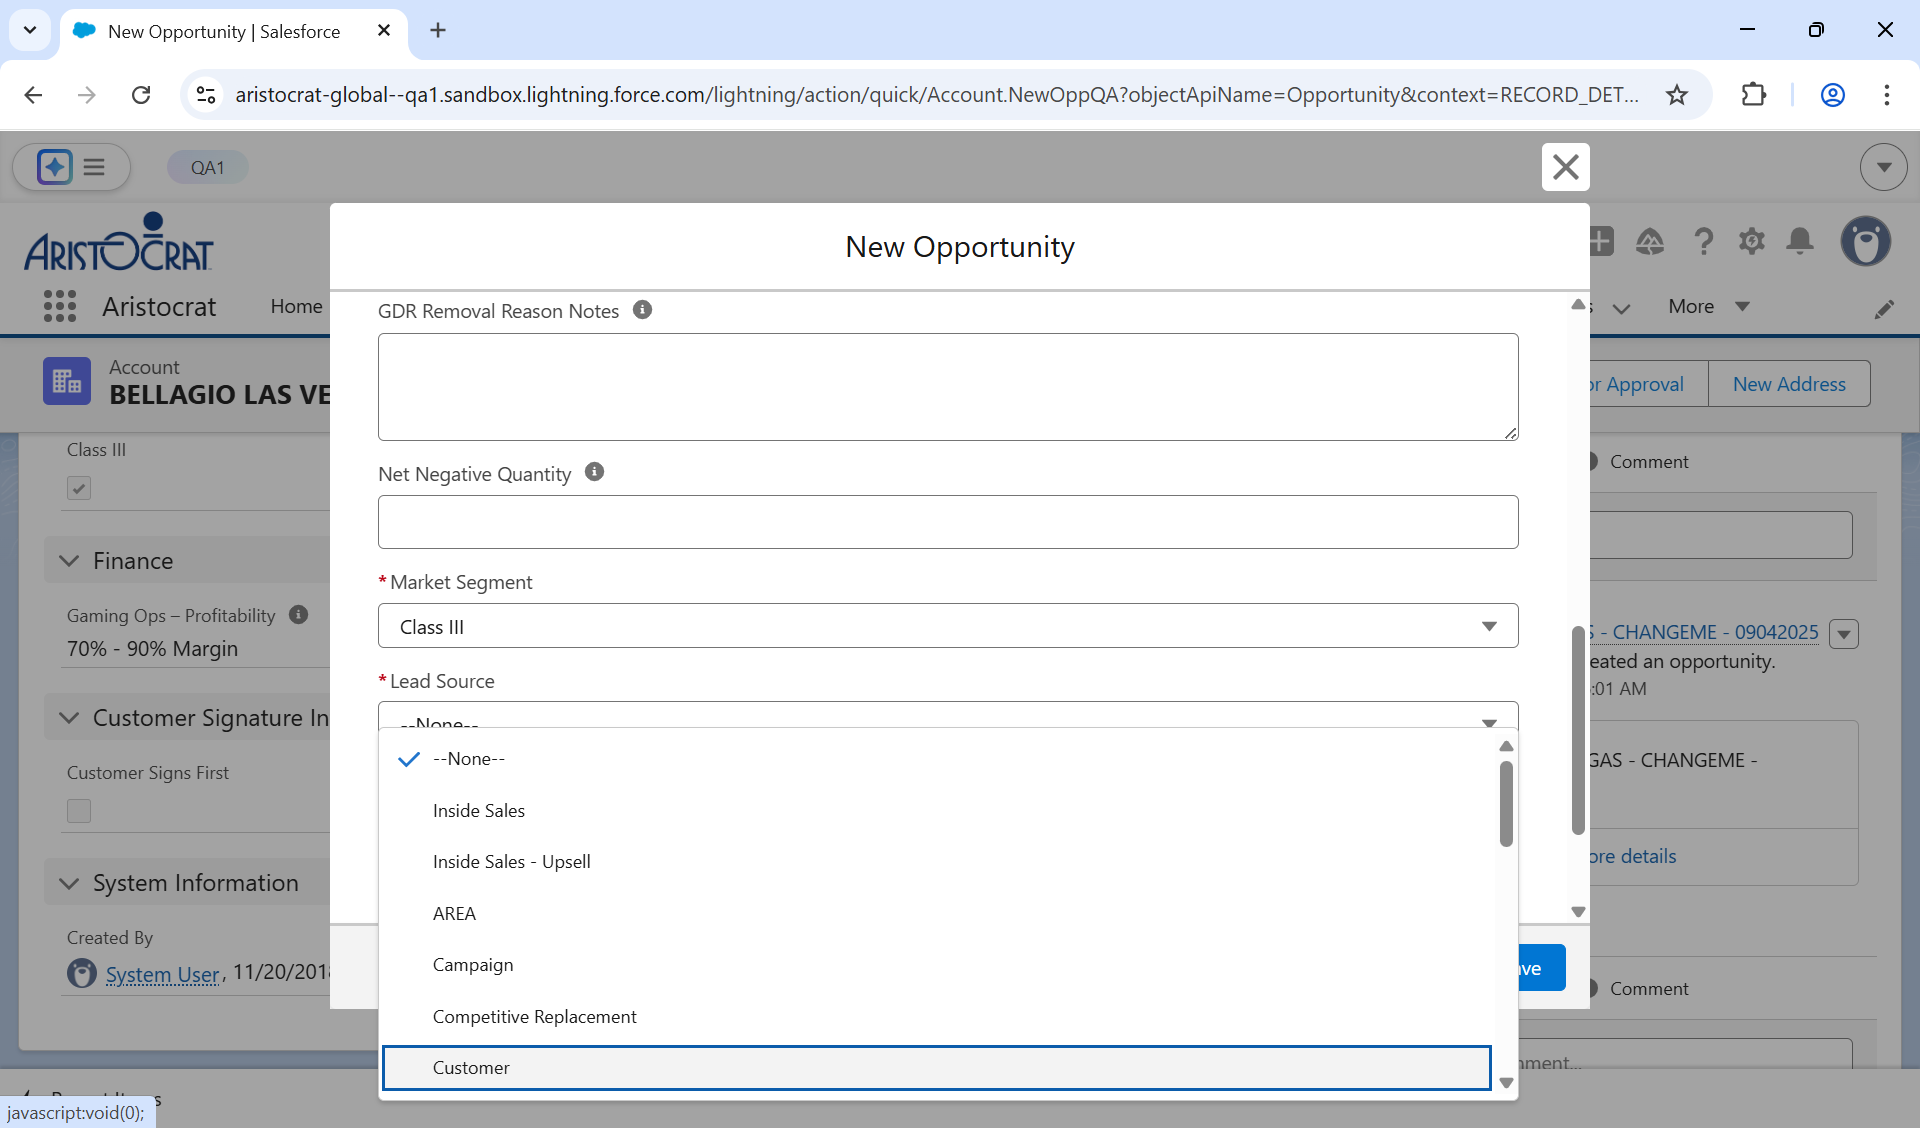 New Opportunity | Salesforce
aristocrat-global--qa1.sandbox.lightning.force.com/lightning/action/quick/Account.NewOppQA?objectApiName=Opportunity&context=RECORD_DET...
QA1
ARISTOCRAT
New Opportunity
Aristocrat
Home
More
Account
BELLAGIO LAS VE
or Approval
New Address
GDR Removal Reason Notes
Class III
Comment
Net Negative Quantity
Finance
*Market Segment
Class III
Gaming Ops – Profitability
70% - 90% Margin
S - CHANGEME - 09042025
eated an opportunity.
:01 AM
*Lead Source
--None--
Customer Signature In
--None--
Inside Sales
Inside Sales - Upsell
AREA
Campaign
Competitive Replacement
Customer
GAS - CHANGEME -
Customer Signs First
ore details
System Information
Created By
System User, 11/20/201
ve
Comment
mment...
javascript:void(0);